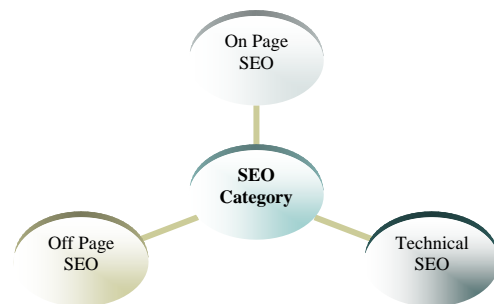 On Page
SEO
SEO
Category
Off Page
SEO
Technical
SEO